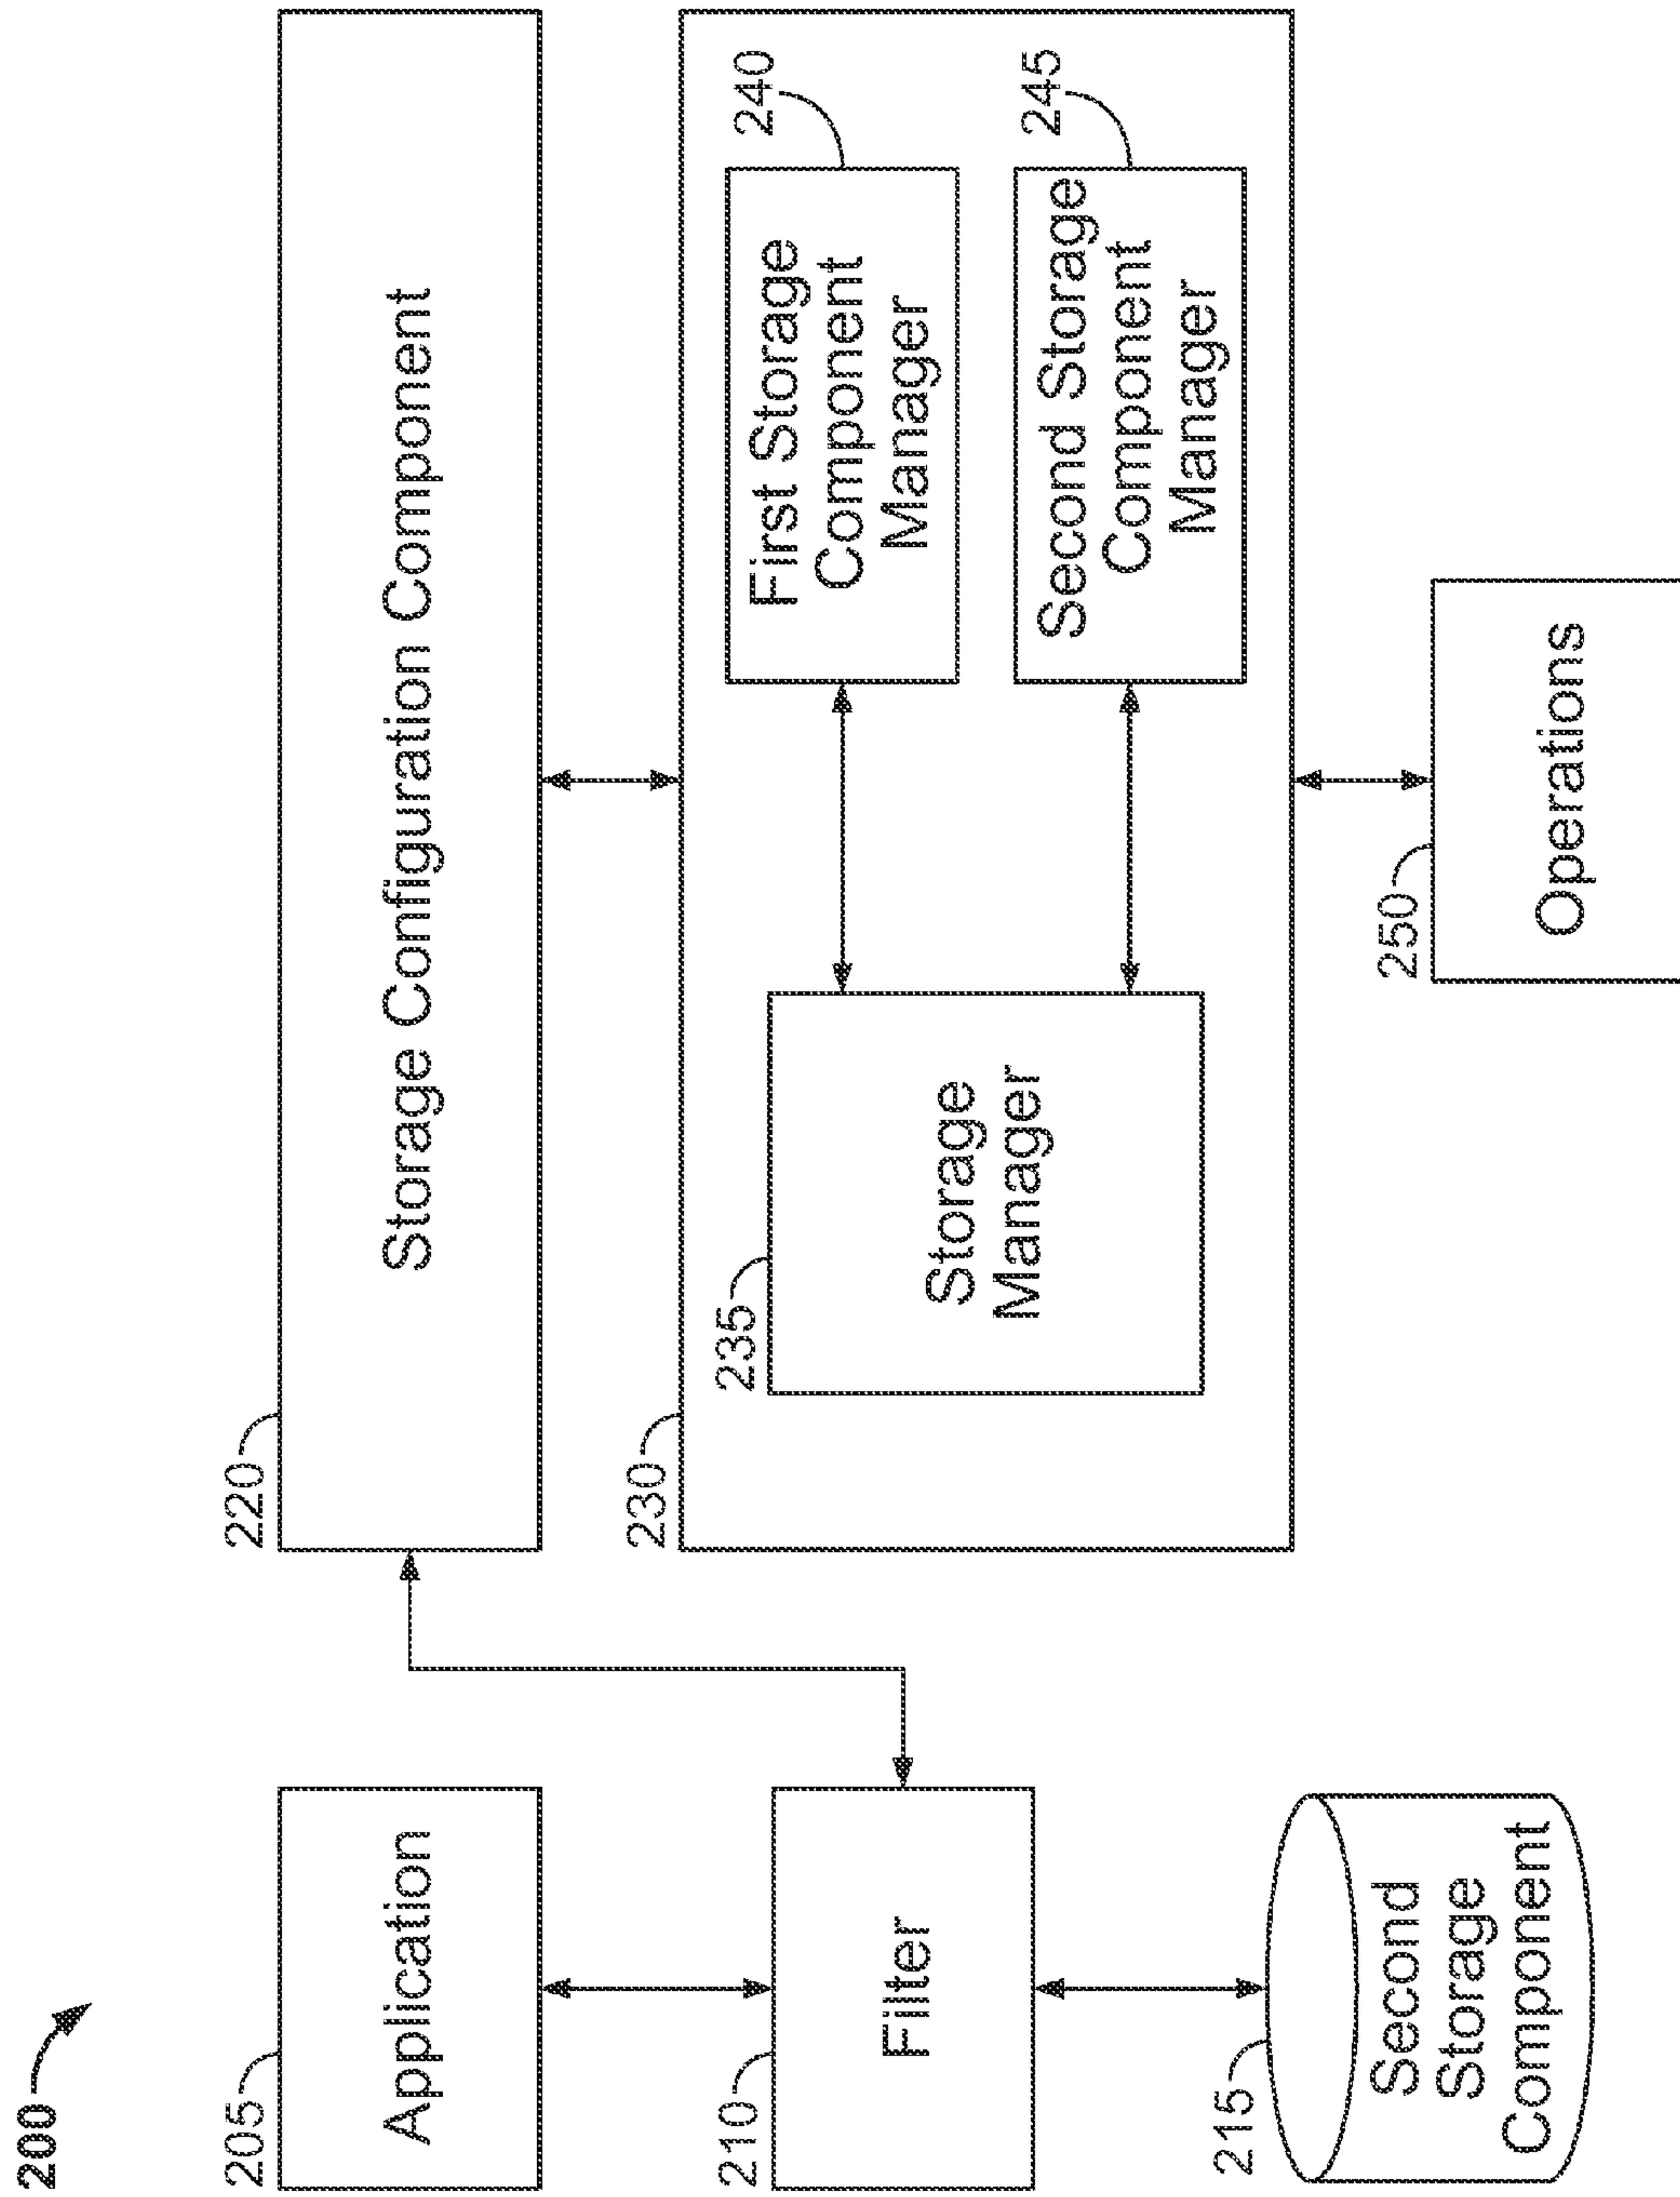 200
205
Application
210
Filter
215
Second
Storage
Component
220
Storage Configuration Component
230
235
Storage
Manager
First Storage
Component
Manager
240
Second Storage
Component
Manager
245
250
Operations